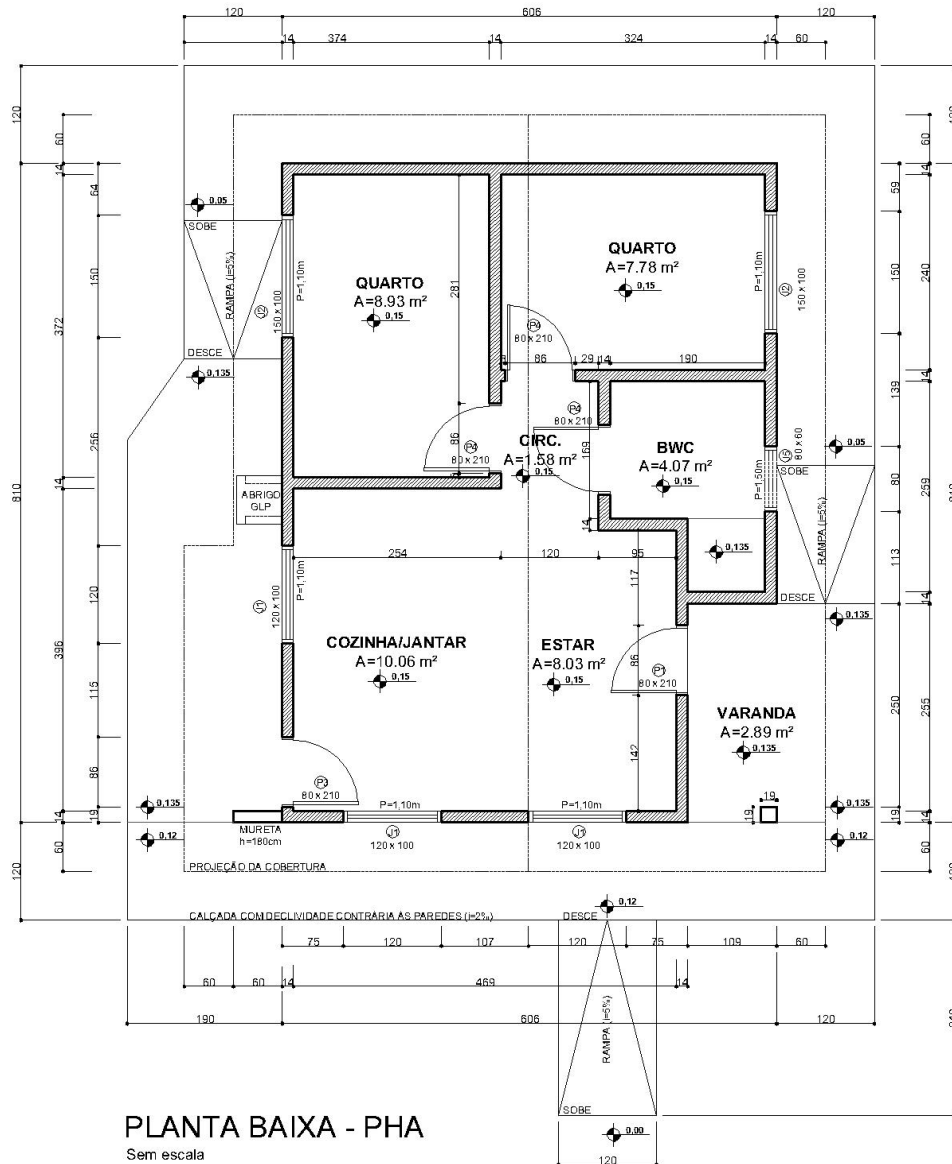 120 606 120
14 374 14 324 14 60
120
60
14
64
59
14
0,05
SOBE
RAMPA (i=5%)
150
J2
150 x 100
P=1,10m
QUARTO
A=8.93 m²
0,15
281
QUARTO
A=7.78 m²
0,15
P=1,10m
J2
150 x 100
150
240
372
P4
80 x 210
86 29 14 190
DESCE
0,135
14
139
P4
80 x 210
86
P4
80 x 210
CIRC.
A=1.58 m²
0,15
169
BWC
A=4.07 m²
0,15
P=1,50m
J5
80 x 60
0,05
SOBE
RAMPA (i=5%)
80
259
256
810
14
ABRIGO
GLP
14
0,135
113
254 120 95
117
120
J1
120 x 100
P=1,10m
DESCE
14
0,135
396
COZINHA/JANTAR
A=10.06 m²
0,15
ESTAR
A=8.03 m²
0,15
86
P1
80 x 210
115
VARANDA
A=2.89 m²
0,135
250
255
142
86
P3
80 x 210
P=1,10m
P=1,10m
19
19
0,135
0,135
19
14
14
0,12
MURETA
h=180cm
J1
120 x 100
J1
120 x 100
0,12
60
60
120
PROJEÇÃO DA COBERTURA
0,12
CALÇADA COM DECLIVIDADE CONTRÁRIA ÀS PAREDES (i=2%)
DESCE
75 120 107 120 75 109 60
60 60 14 469 14
190 606 120
RAMPA (i=5%)
SOBE
PLANTA BAIXA - PHA
Sem escala
0,00
120